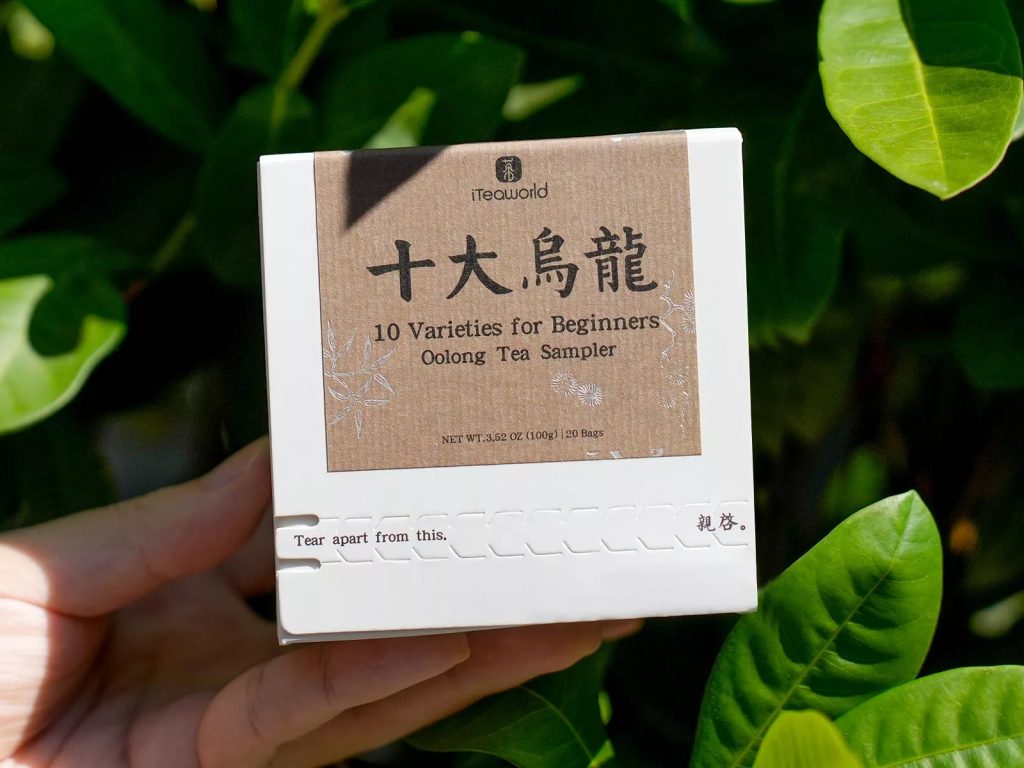 iTeaworld
十大烏龍
10 Varieties for Beginners
Oolong Tea Sampler
NET WT.3.52 OZ (100g) | 20 Bags
Tear apart from this.
親啓。